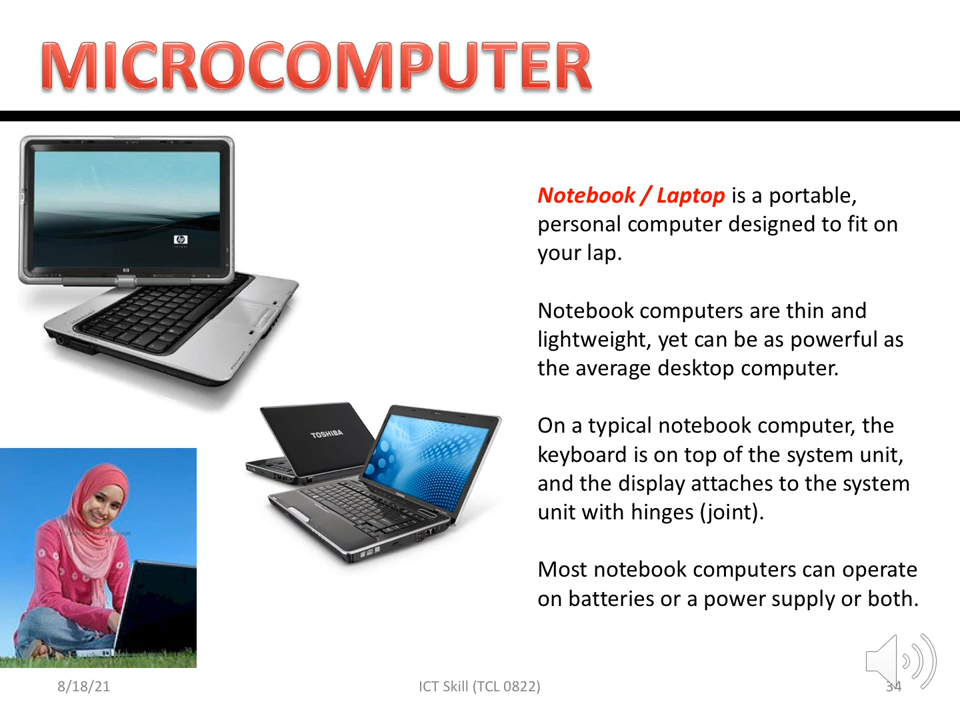 MICROCOMPUTER
Notebook / Laptop is a portable,
personal computer designed to fit on
your lap.
Notebook computers are thin and
lightweight, yet can be as powerful as
the average desktop computer.
On a typical notebook computer, the
keyboard is on top of the system unit,
and the display attaches to the system
unit with hinges (joint).
Most notebook computers can operate
on batteries or a power supply or both.
hp
TOSHIBA
8/18/21
ICT Skill (TCL 0822)
34